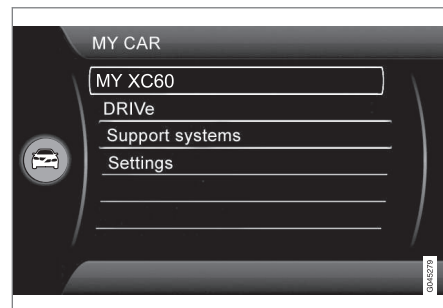 MY CAR
MY XC60
DRIVe
Support systems
Settings
G045279